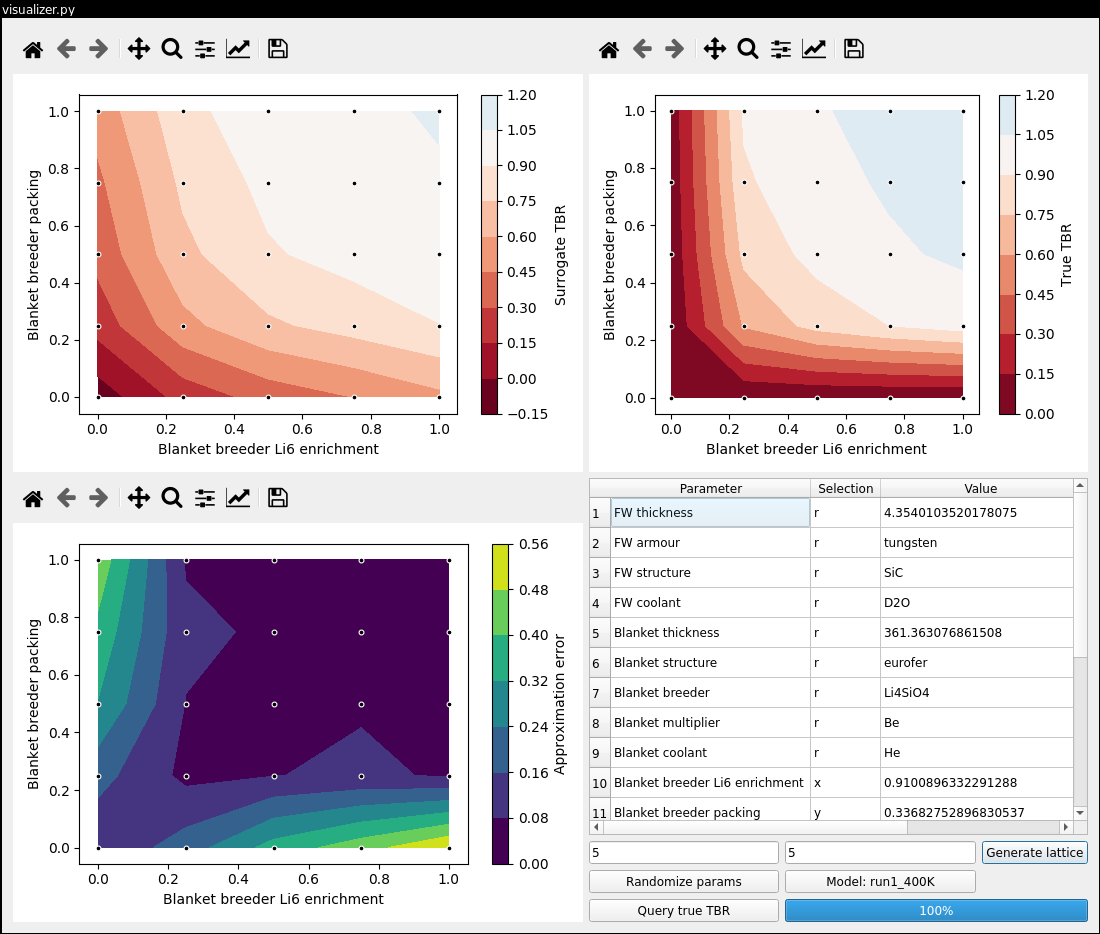 visualizer.py
1.0
0.8
0.6
0.4
0.2
0.0
Blanket breeder packing
0.0 0.2 0.4 0.6 0.8 1.0
Blanket breeder Li6 enrichment
1.20
1.05
0.90
0.75
0.60
0.45
0.30
0.15
0.00
−0.15
Surrogate TBR
1.0
0.8
0.6
0.4
0.2
0.0
Blanket breeder packing
0.0 0.2 0.4 0.6 0.8 1.0
Blanket breeder Li6 enrichment
1.20
1.05
0.90
0.75
0.60
0.45
0.30
0.15
0.00
True TBR
1.0
0.8
0.6
0.4
0.2
0.0
Blanket breeder packing
0.0 0.2 0.4 0.6 0.8 1.0
Blanket breeder Li6 enrichment
0.56
0.48
0.40
0.32
0.24
0.16
0.08
0.00
Approximation error
Parameter Selection Value
1 FW thickness r 4.3540103520178075
2 FW armour r tungsten
3 FW structure r SiC
4 FW coolant r D2O
5 Blanket thickness r 361.363076861508
6 Blanket structure r eurofer
7 Blanket breeder r Li4SiO4
8 Blanket multiplier r Be
9 Blanket coolant r He
10 Blanket breeder Li6 enrichment x 0.9100896332291288
11 Blanket breeder packing y 0.33682752896830537
5 5 Generate lattice
Randomize params Model: run1_400K
Query true TBR 100%